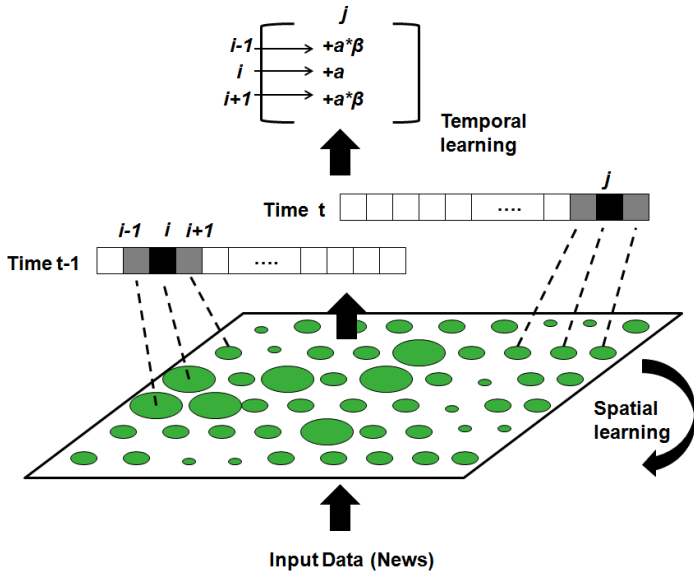 j
i-1 +a*β
i +a
i+1 +a*β
Temporal
learning
j
Time t ....
i-1 i i+1
Time t-1 ....
Spatial
learning
Input Data (News)